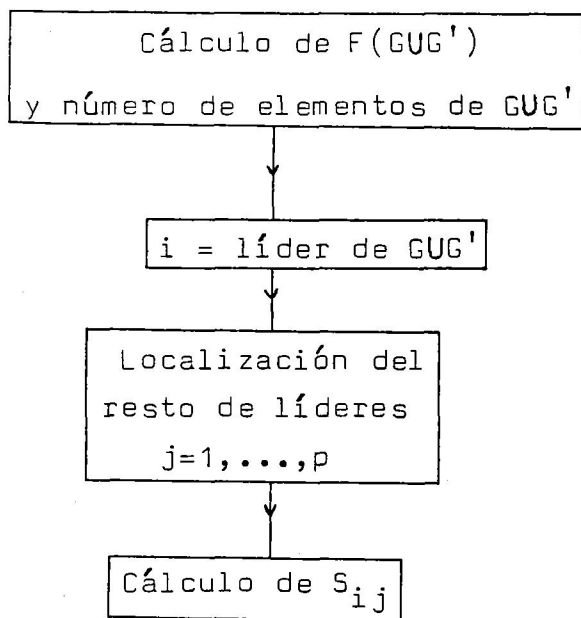 Cálculo de F(GUG')
y número de elementos de GUG'
i = líder de GUG'
Localización del
resto de líderes
j=1,...,p
Cálculo de S_ij